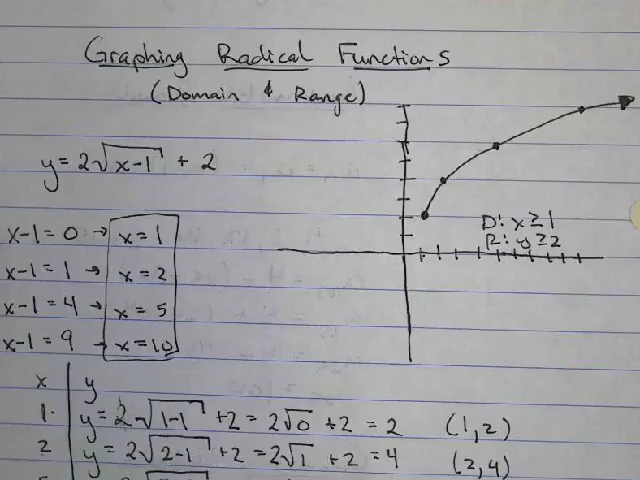 Graphing Radical Functions
(Domain & Range)
y = 2√(x-1) + 2
x-1 = 0 → x = 1
x-1 = 1 → x = 2
x-1 = 4 → x = 5
x-1 = 9 → x = 10
D: x ≥ 1
R: y ≥ 2
x | y
1 | y = 2√(1-1) + 2 = 2√0 + 2 = 2 (1,2)
2 | y = 2√(2-1) + 2 = 2√1 + 2 = 4 (2,4)